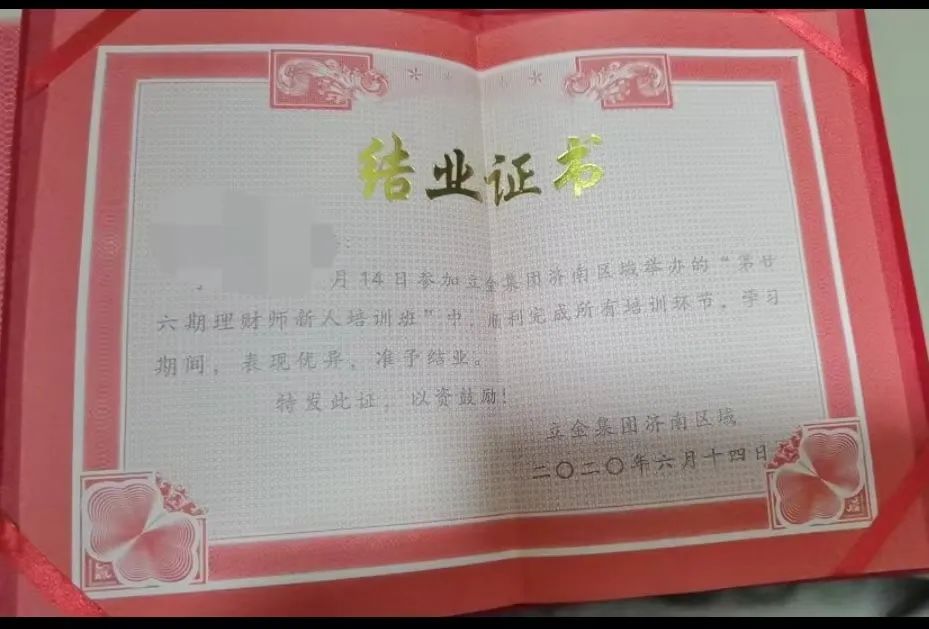 结业证书
月14日参加立金集团济南区域举办的“第廿
六期理财师新人培训班”中，顺利完成所有培训环节，学习
期间，表现优异，准予结业。
特发此证，以资鼓励！
立金集团济南区域
二〇二〇年六月十四日